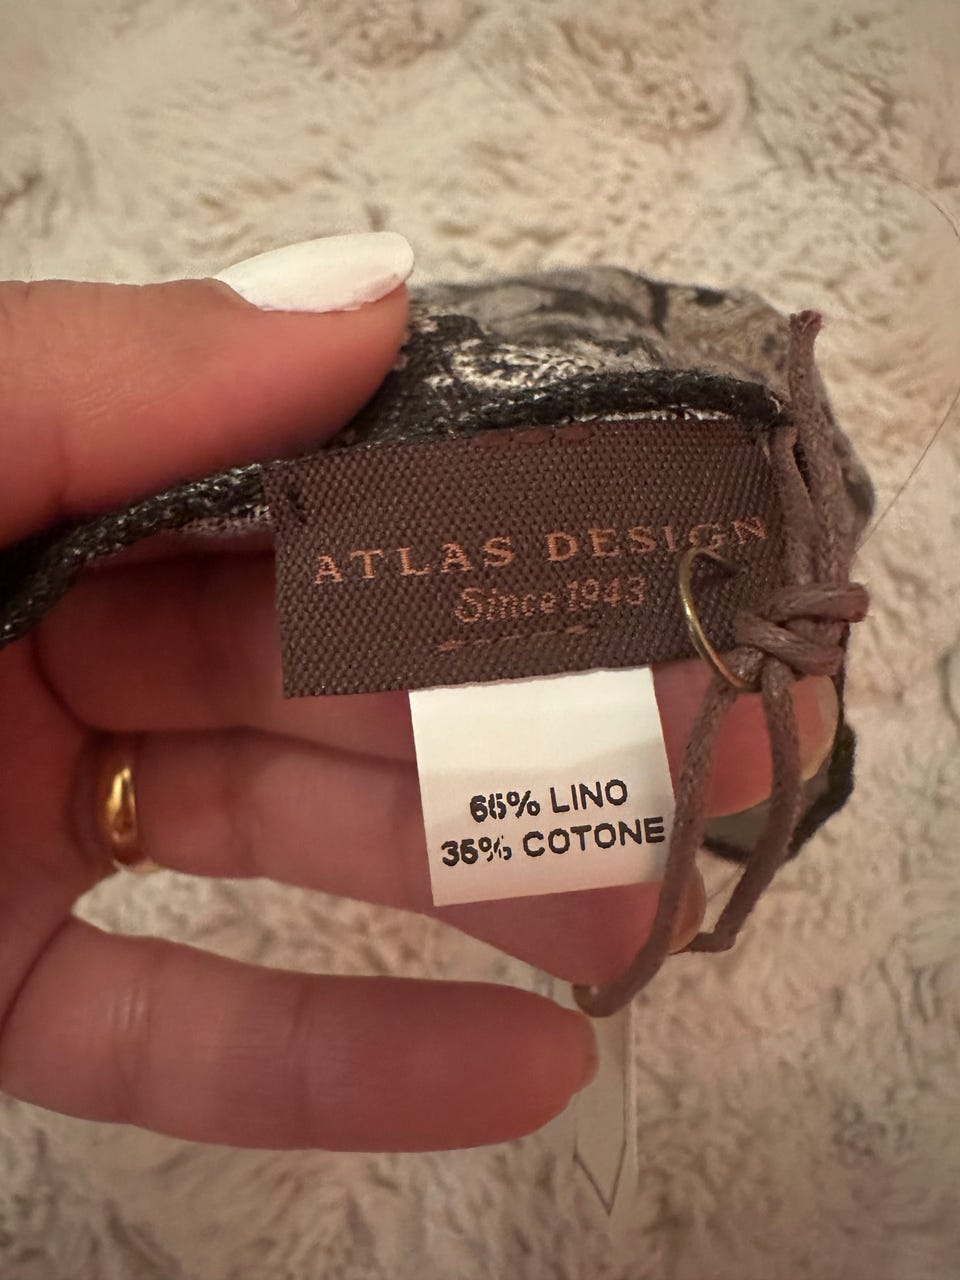 ATLAS DESIGN
Since 1943
65% LINO
35% COTONE